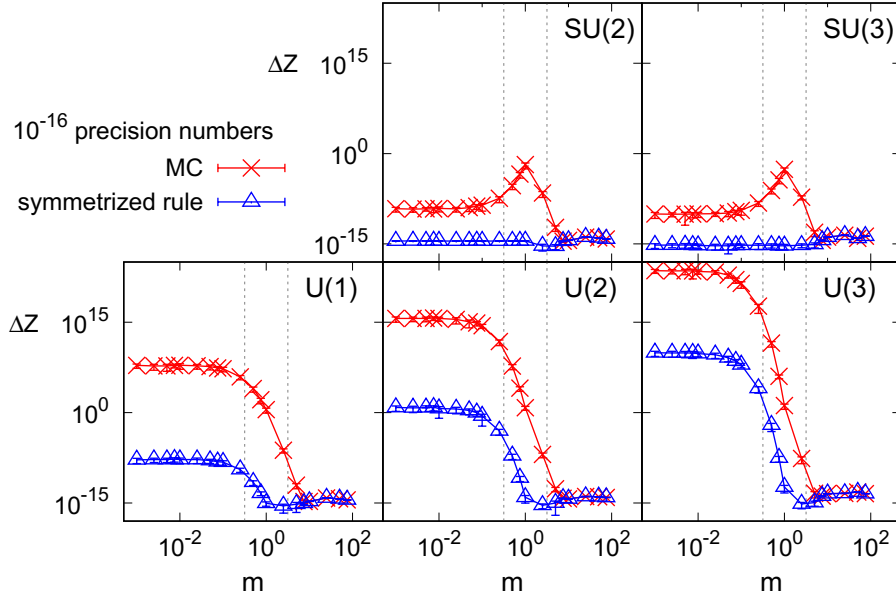 SU(2) SU(3)
ΔZ 10^15
10^-16 precision numbers
10^0
MC
symmetrized rule
10^-15
U(1) U(2) U(3)
ΔZ 10^15
10^0
10^-15
10^-2 10^0 10^2 10^-2 10^0 10^2 10^-2 10^0 10^2
m m m